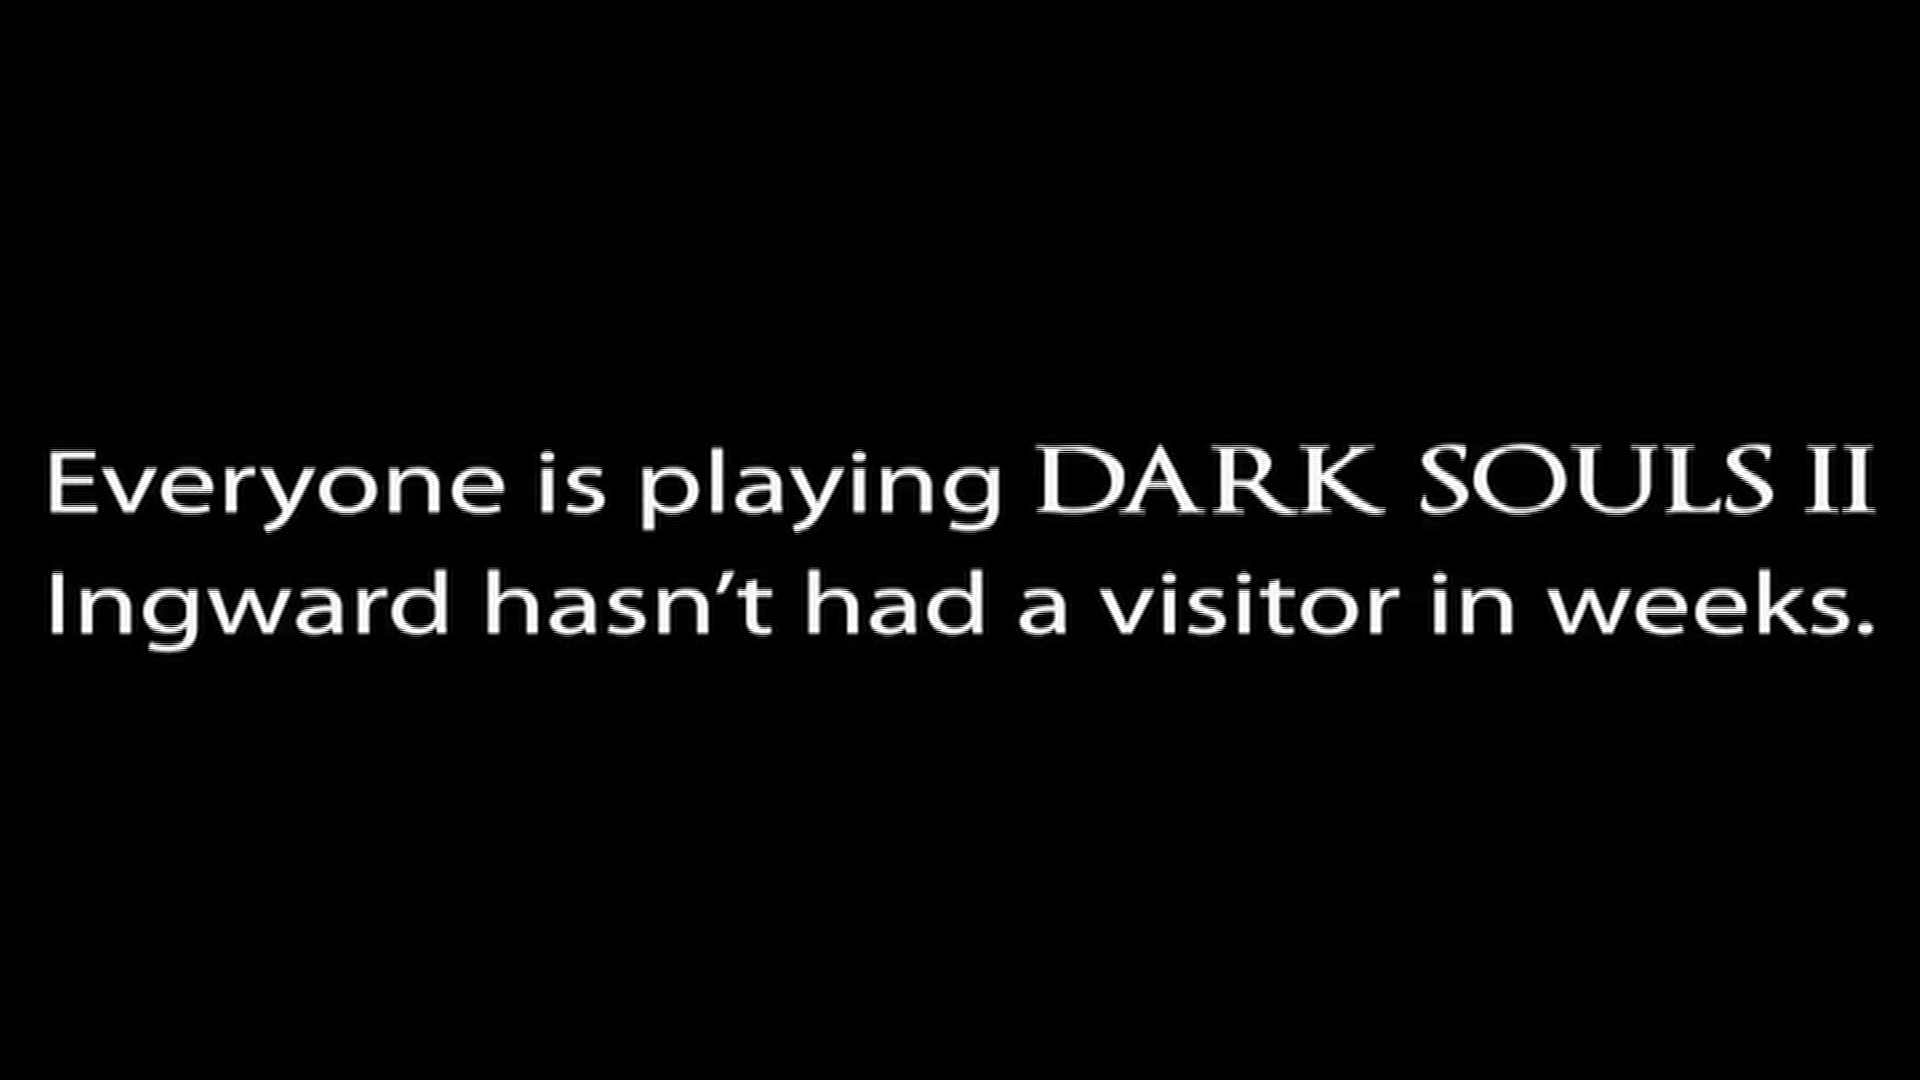 Everyone is playing DARK SOULS II
Ingward hasn’t had a visitor in weeks.